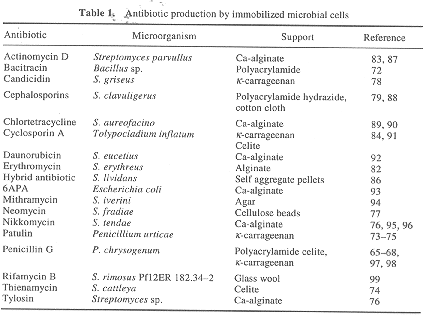 Table 1. Antibiotic production by immobilized microbial cells
Antibiotic Microorganism Support Reference
Actinomycin D Streptomyces parvullus Ca-alginate 83, 87
Bacitracin Bacillus sp. Polyacrylamide 72
Candicidin S. griseus κ-carrageenan 78
Cephalosporins S. clavuligerus Polyacrylamide hydrazide, 79, 88
cotton cloth
Chlortetracycline S. aureofacino Ca-alginate 89, 90
Cyclosporin A Tolypociadium inflatum κ-carrageenan 84, 91
Celite
Daunorubicin S. eucetius Ca-alginate 92
Erythromycin S. erythreus Alginate 82
Hybrid antibiotic S. lividans Self aggregate pellets 86
6APA Escherichia coli Ca-alginate 93
Mithramycin S. iverini Agar 94
Neomycin S. fradiae Cellulose beads 77
Nikkomycin S. tendae Ca-alginate 76, 95, 96
Patulin Penicillium urticae κ-carrageenan 73–75
Penicillin G P. chrysogenum Polyacrylamide celite, 65–68,
κ-carrageenan 97, 98
Rifamycin B S. rimosus Pf12ER 182.34–2 Glass wool 99
Thienamycin S. cattleya Celite 74
Tylosin Streptomyces sp. Ca-alginate 76